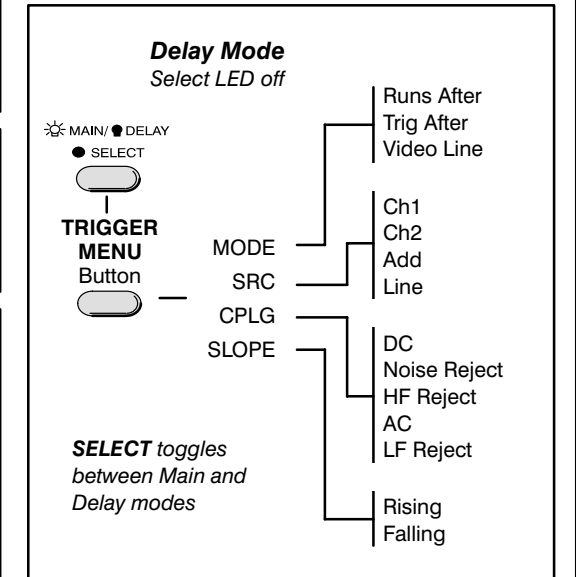 Delay Mode
Select LED off
MAIN/ DELAY
SELECT
TRIGGER
MENU
Button
MODE
SRC
CPLG
SLOPE
Runs After
Trig After
Video Line
Ch1
Ch2
Add
Line
DC
Noise Reject
HF Reject
AC
LF Reject
Rising
Falling
SELECT toggles
between Main and
Delay modes